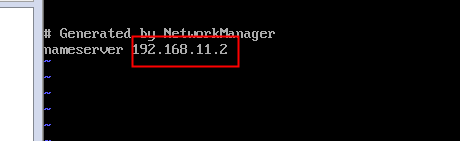 # Generated by NetworkManager
nameserver 192.168.11.2
~
~
~
~
~